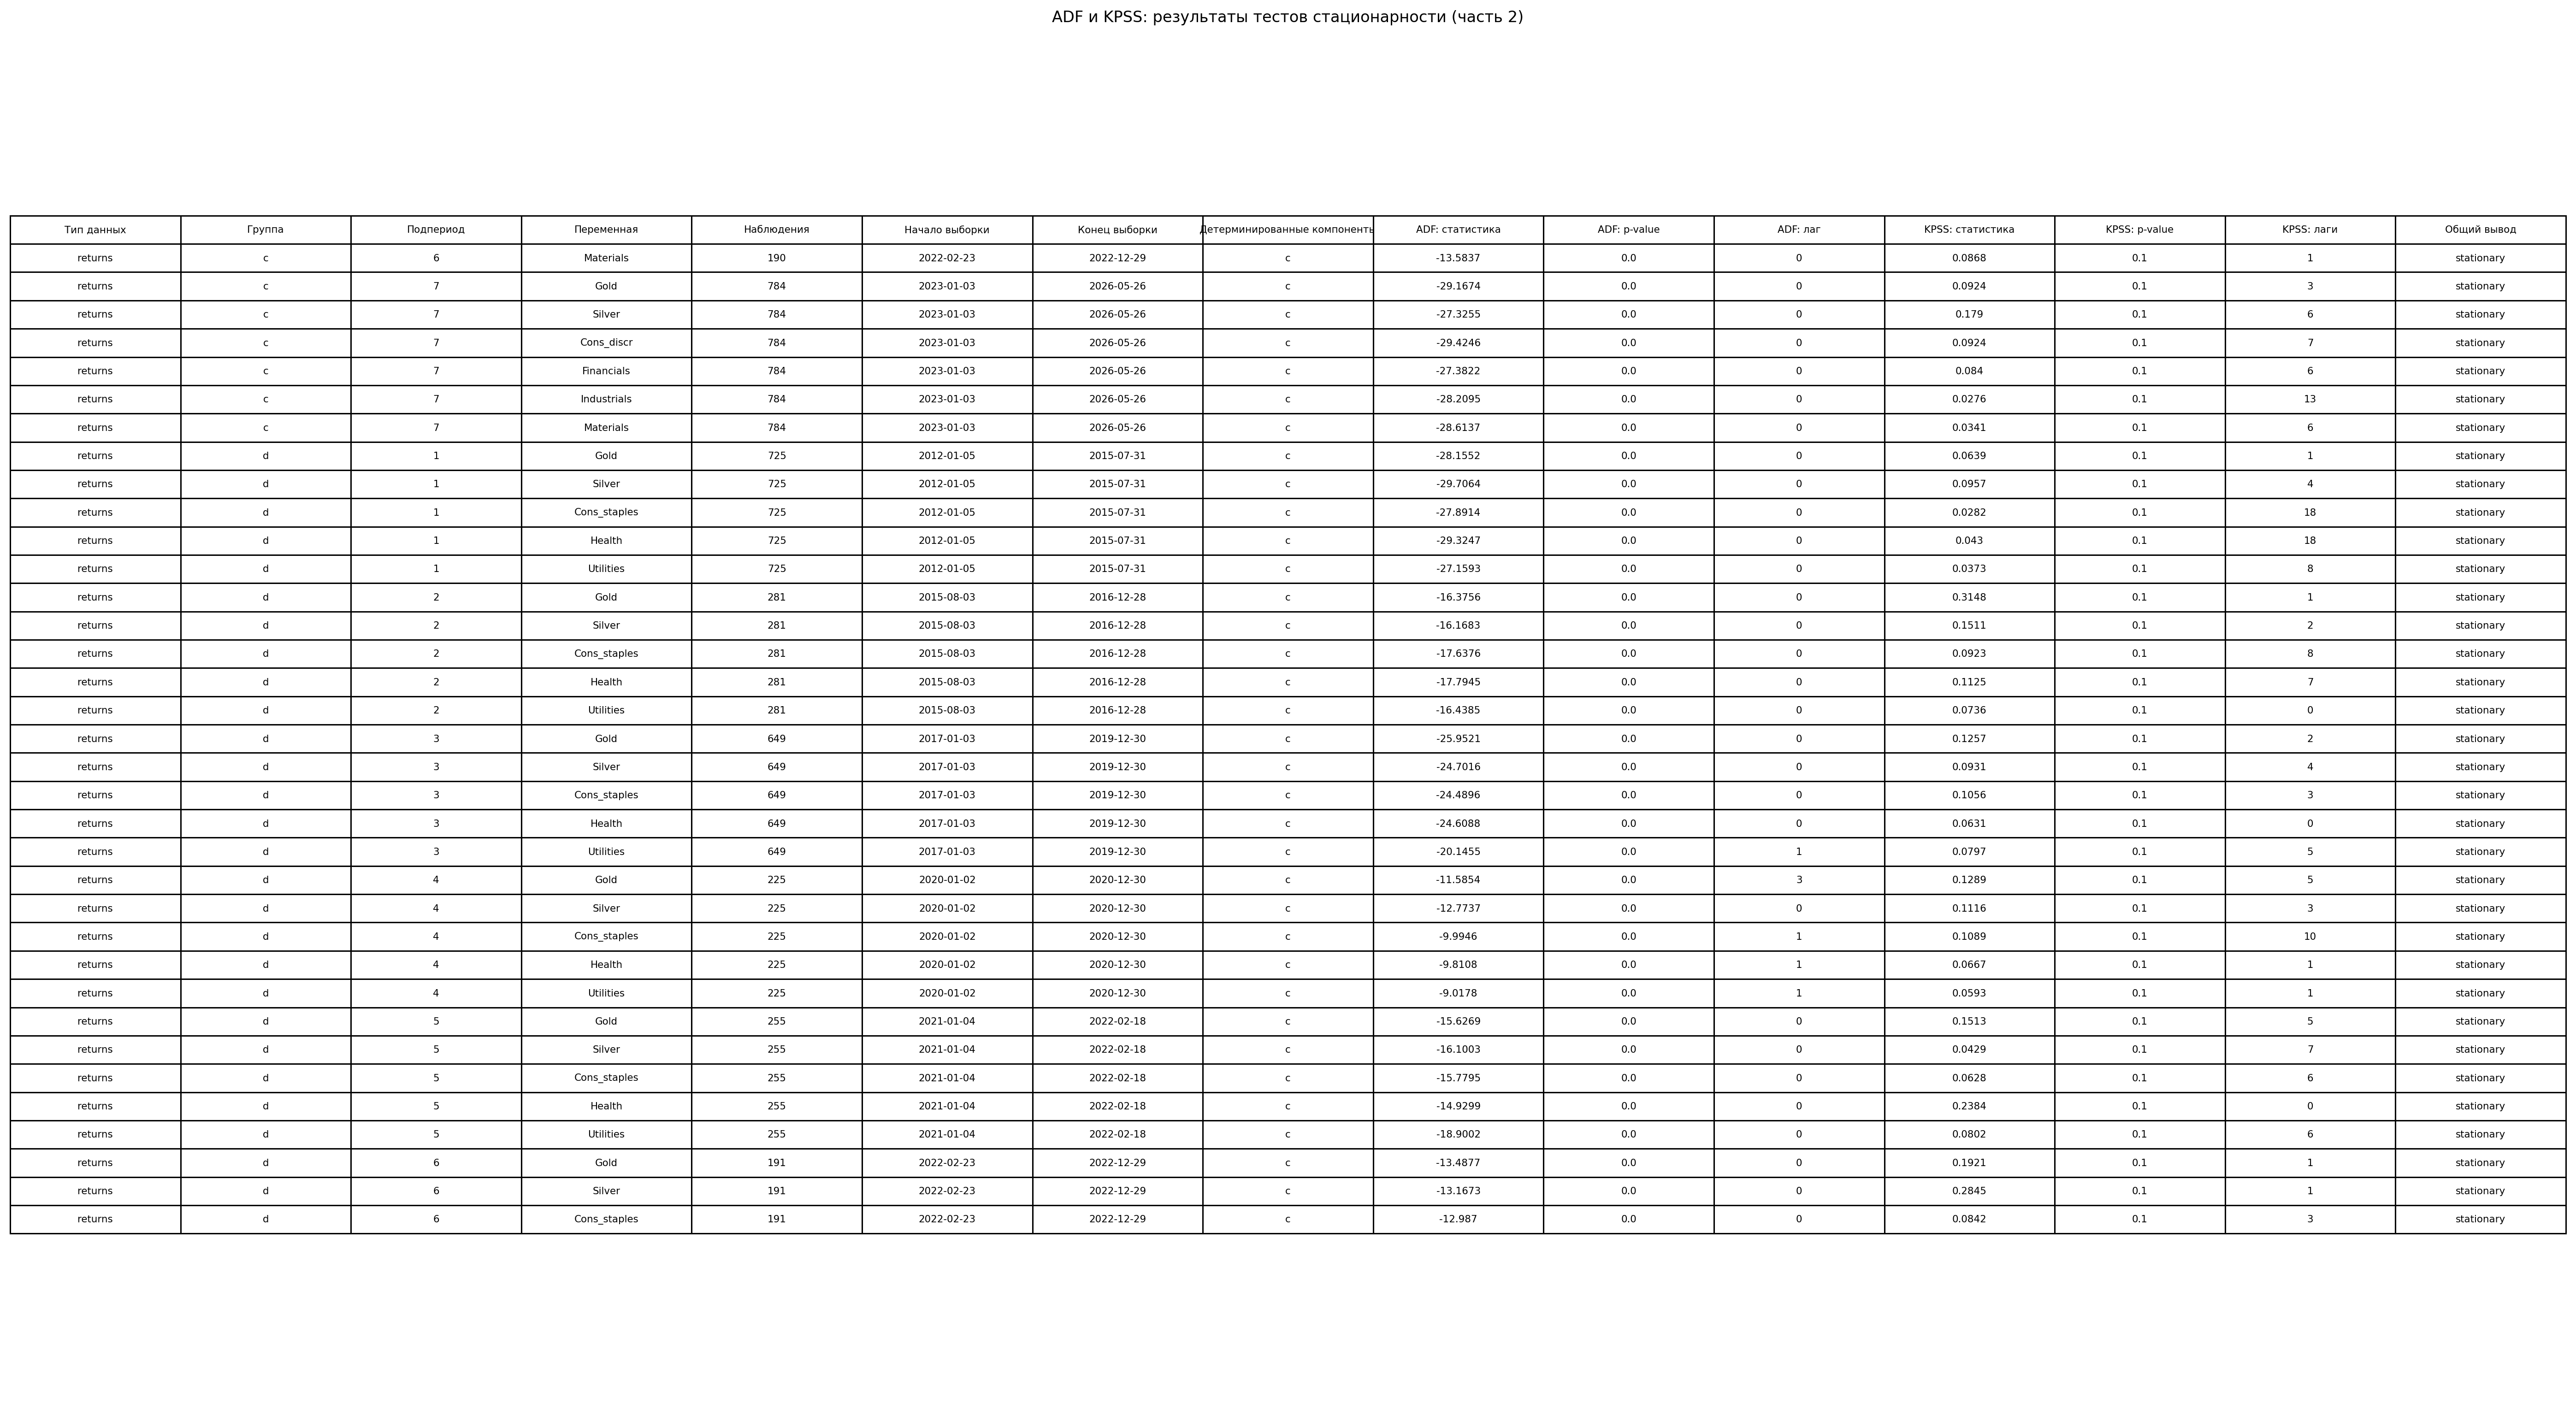 ADF и KPSS: результаты тестов стационарности (часть 2)
Тип данных Группа Подпериод Переменная Наблюдения Начало выборки Конец выборки Детерминированные компоненты ADF: статистика ADF: p-value ADF: лаг KPSS: статистика KPSS: p-value KPSS: лаги Общий вывод
returns c 6 Materials 190 2022-02-23 2022-12-29 c -13.5837 0.0 0 0.0868 0.1 1 stationary
returns c 7 Gold 784 2023-01-03 2026-05-26 c -29.1674 0.0 0 0.0924 0.1 3 stationary
returns c 7 Silver 784 2023-01-03 2026-05-26 c -27.3255 0.0 0 0.179 0.1 6 stationary
returns c 7 Cons_discr 784 2023-01-03 2026-05-26 c -29.4246 0.0 0 0.0924 0.1 7 stationary
returns c 7 Financials 784 2023-01-03 2026-05-26 c -27.3822 0.0 0 0.084 0.1 6 stationary
returns c 7 Industrials 784 2023-01-03 2026-05-26 c -28.2095 0.0 0 0.0276 0.1 13 stationary
returns c 7 Materials 784 2023-01-03 2026-05-26 c -28.6137 0.0 0 0.0341 0.1 6 stationary
returns d 1 Gold 725 2012-01-05 2015-07-31 c -28.1552 0.0 0 0.0639 0.1 1 stationary
returns d 1 Silver 725 2012-01-05 2015-07-31 c -29.7064 0.0 0 0.0957 0.1 4 stationary
returns d 1 Cons_staples 725 2012-01-05 2015-07-31 c -27.8914 0.0 0 0.0282 0.1 18 stationary
returns d 1 Health 725 2012-01-05 2015-07-31 c -29.3247 0.0 0 0.043 0.1 18 stationary
returns d 1 Utilities 725 2012-01-05 2015-07-31 c -27.1593 0.0 0 0.0373 0.1 8 stationary
returns d 2 Gold 281 2015-08-03 2016-12-28 c -16.3756 0.0 0 0.3148 0.1 1 stationary
returns d 2 Silver 281 2015-08-03 2016-12-28 c -16.1683 0.0 0 0.1511 0.1 2 stationary
returns d 2 Cons_staples 281 2015-08-03 2016-12-28 c -17.6376 0.0 0 0.0923 0.1 8 stationary
returns d 2 Health 281 2015-08-03 2016-12-28 c -17.7945 0.0 0 0.1125 0.1 7 stationary
returns d 2 Utilities 281 2015-08-03 2016-12-28 c -16.4385 0.0 0 0.0736 0.1 0 stationary
returns d 3 Gold 649 2017-01-03 2019-12-30 c -25.9521 0.0 0 0.1257 0.1 2 stationary
returns d 3 Silver 649 2017-01-03 2019-12-30 c -24.7016 0.0 0 0.0931 0.1 4 stationary
returns d 3 Cons_staples 649 2017-01-03 2019-12-30 c -24.4896 0.0 0 0.1056 0.1 3 stationary
returns d 3 Health 649 2017-01-03 2019-12-30 c -24.6088 0.0 0 0.0631 0.1 0 stationary
returns d 3 Utilities 649 2017-01-03 2019-12-30 c -20.1455 0.0 1 0.0797 0.1 5 stationary
returns d 4 Gold 225 2020-01-02 2020-12-30 c -11.5854 0.0 3 0.1289 0.1 5 stationary
returns d 4 Silver 225 2020-01-02 2020-12-30 c -12.7737 0.0 0 0.1116 0.1 3 stationary
returns d 4 Cons_staples 225 2020-01-02 2020-12-30 c -9.9946 0.0 1 0.1089 0.1 10 stationary
returns d 4 Health 225 2020-01-02 2020-12-30 c -9.8108 0.0 1 0.0667 0.1 1 stationary
returns d 4 Utilities 225 2020-01-02 2020-12-30 c -9.0178 0.0 1 0.0593 0.1 1 stationary
returns d 5 Gold 255 2021-01-04 2022-02-18 c -15.6269 0.0 0 0.1513 0.1 5 stationary
returns d 5 Silver 255 2021-01-04 2022-02-18 c -16.1003 0.0 0 0.0429 0.1 7 stationary
returns d 5 Cons_staples 255 2021-01-04 2022-02-18 c -15.7795 0.0 0 0.0628 0.1 6 stationary
returns d 5 Health 255 2021-01-04 2022-02-18 c -14.9299 0.0 0 0.2384 0.1 0 stationary
returns d 5 Utilities 255 2021-01-04 2022-02-18 c -18.9002 0.0 0 0.0802 0.1 6 stationary
returns d 6 Gold 191 2022-02-23 2022-12-29 c -13.4877 0.0 0 0.1921 0.1 1 stationary
returns d 6 Silver 191 2022-02-23 2022-12-29 c -13.1673 0.0 0 0.2845 0.1 1 stationary
returns d 6 Cons_staples 191 2022-02-23 2022-12-29 c -12.987 0.0 0 0.0842 0.1 3 stationary